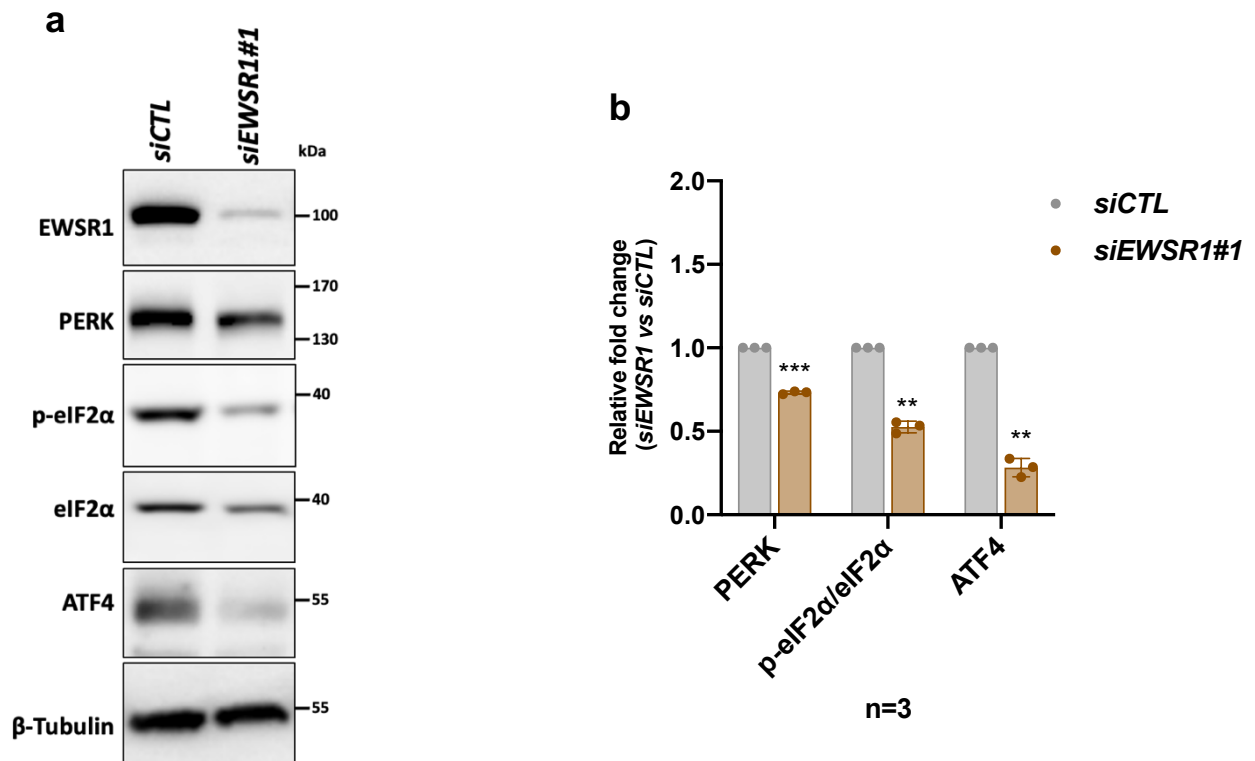 a
siCTL
siEWSR1#1
kDa
EWSR1
100
PERK
170
130
p-eIF2α
40
eIF2α
40
ATF4
55
β-Tubulin
55
b
Relative fold change
(siEWSR1 vs siCTL)
2.0
1.5
1.0
0.5
0.0
***
**
**
PERK
p-eIF2α/eIF2α
ATF4
n=3
siCTL
siEWSR1#1